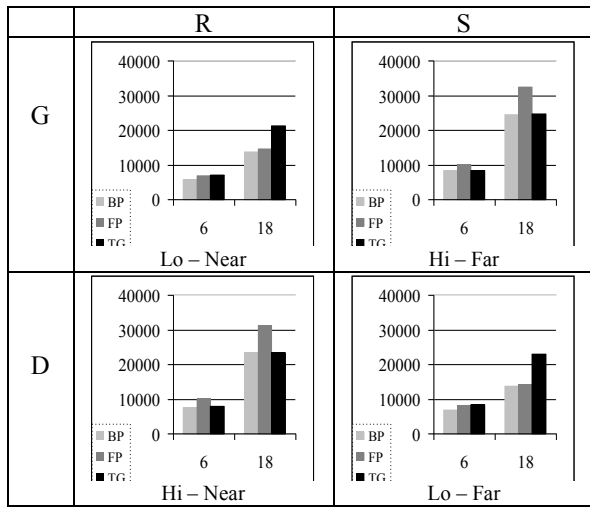 R S
G
40000
30000
20000
10000
0
6 18
BP
FP
TG
Lo – Near
40000
30000
20000
10000
0
6 18
BP
FP
TG
Hi – Far
D
40000
30000
20000
10000
0
6 18
BP
FP
TG
Hi – Near
40000
30000
20000
10000
0
6 18
BP
FP
TG
Lo – Far